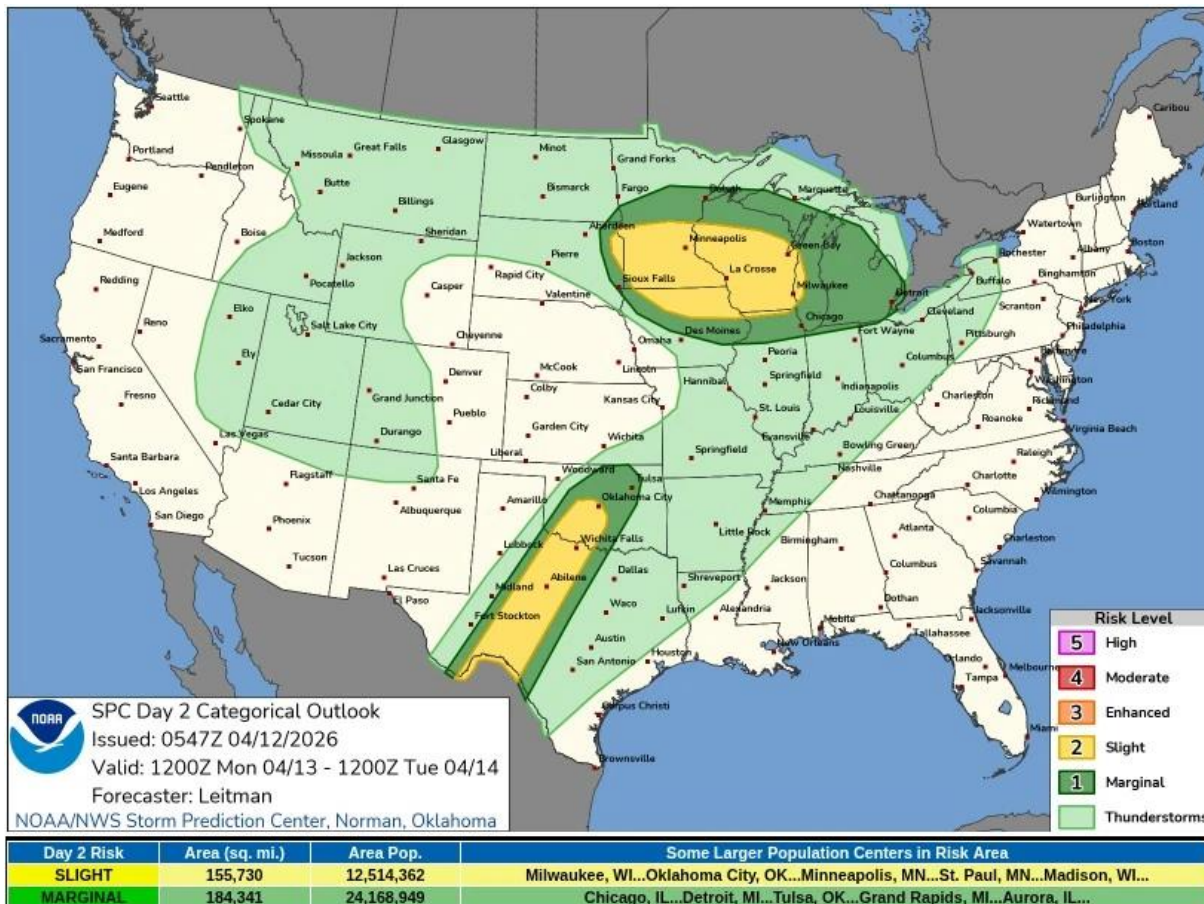 Seattle
Spokane
Portland
Pendleton
Eugene
Medford
Missoula
Great Falls
Glasgow
Butte
Billings
Minot
Bismarck
Grand Forks
Fargo
Duluth
Marquette
Caribou
Burlington
Portland
Watertown
Albany
Boston
Rochester
Buffalo
Binghamton
Boise
Sheridan
Aberdeen
Minneapolis
Green Bay
Redding
Jackson
Pocatello
Pierre
Rapid City
Casper
Valentine
Sioux Falls
La Crosse
Milwaukee
Detroit
Cleveland
Scranton
New York
Elko
Reno
Salt Lake City
Cheyenne
Omaha
Des Moines
Chicago
Fort Wayne
Pittsburgh
Philadelphia
Sacramento
San Francisco
Ely
Denver
McCook
Lincoln
Peoria
Columbus
Washington
Fresno
Cedar City
Grand Junction
Pueblo
Colby
Kansas City
Hannibal
Springfield
Indianapolis
Charleston
Richmond
Las Vegas
Durango
Garden City
Wichita
St. Louis
Evansville
Louisville
Roanoke
Virginia Beach
Santa Barbara
Flagstaff
Santa Fe
Liberal
Woodward
Springfield
Bowling Green
Nashville
Raleigh
Los Angeles
Albuquerque
Amarillo
Tulsa
Oklahoma City
Memphis
Chattanooga
Charlotte
Wilmington
San Diego
Phoenix
Lubbock
Wichita Falls
Little Rock
Birmingham
Atlanta
Columbia
Charleston
Tucson
Las Cruces
El Paso
Midland
Abilene
Dallas
Shreveport
Jackson
Columbus
Savannah
Fort Stockton
Waco
Lufkin
Alexandria
Dothan
Jacksonville
Austin
San Antonio
Houston
New Orleans
Mobile
Tallahassee
Orlando
Melbourne
Tampa
Corpus Christi
Brownsville
Miami
Risk Level
5 High
4 Moderate
3 Enhanced
2 Slight
1 Marginal
Thunderstorms
NOAA
SPC Day 2 Categorical Outlook
Issued: 0547Z 04/12/2026
Valid: 1200Z Mon 04/13 - 1200Z Tue 04/14
Forecaster: Leitman
NOAA/NWS Storm Prediction Center, Norman, Oklahoma
Day 2 Risk Area (sq. mi.) Area Pop. Some Larger Population Centers in Risk Area
SLIGHT 155,730 12,514,362 Milwaukee, WI...Oklahoma City, OK...Minneapolis, MN...St. Paul, MN...Madison, WI...
MARGINAL 184,341 24,168,949 Chicago, IL...Detroit, MI...Tulsa, OK...Grand Rapids, MI...Aurora, IL...